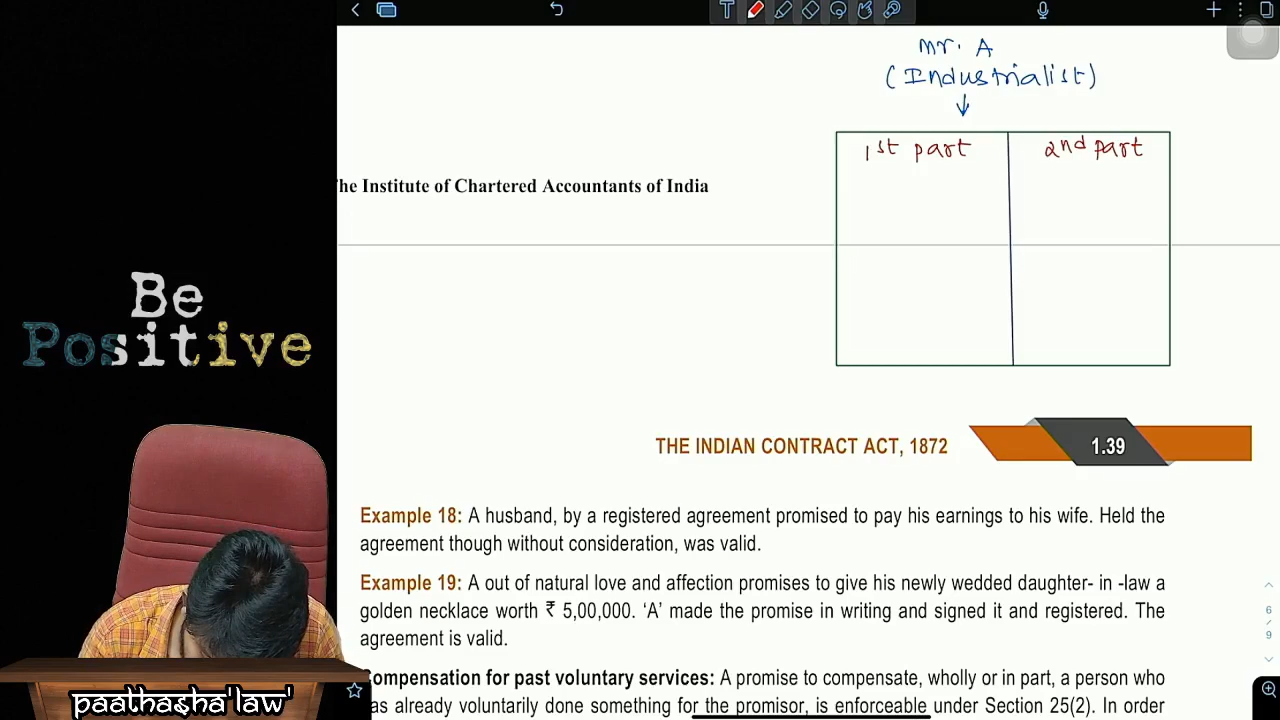 mr. A
(Industrialist)
1st part
2nd part
The Institute of Chartered Accountants of India
Be
Positive
THE INDIAN CONTRACT ACT, 1872
1.39
Example 18: A husband, by a registered agreement promised to pay his earnings to his wife. Held the
agreement though without consideration, was valid.
Example 19: A out of natural love and affection promises to give his newly wedded daughter- in -law a
golden necklace worth ₹ 5,00,000. ‘A’ made the promise in writing and signed it and registered. The
agreement is valid.
Compensation for past voluntary services: A promise to compensate, wholly or in part, a person who
has already voluntarily done something for the promisor, is enforceable under Section 25(2). In order
paathasha'law'
6
/
9